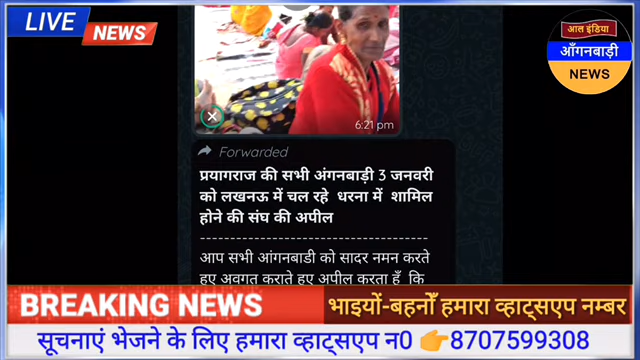 LIVE NEWS
आल इंडिया
आँगनबाड़ी
NEWS
6:21 pm
Forwarded
प्रयागराज की सभी अंगनबाड़ी 3 जनवरी
को लखनऊ में चल रहे धरना में शामिल
होने की संघ की अपील
---------------------------------------
आप सभी आंगनबाडी को सादर नमन करते
हुए अवगत कराते हुए अपील करता हूँ कि
BREAKING NEWS
भाइयों-बहनोँ हमारा व्हाट्सएप नम्बर
सूचनाएं भेजने के लिए हमारा व्हाट्सएप न0 👉8707599308